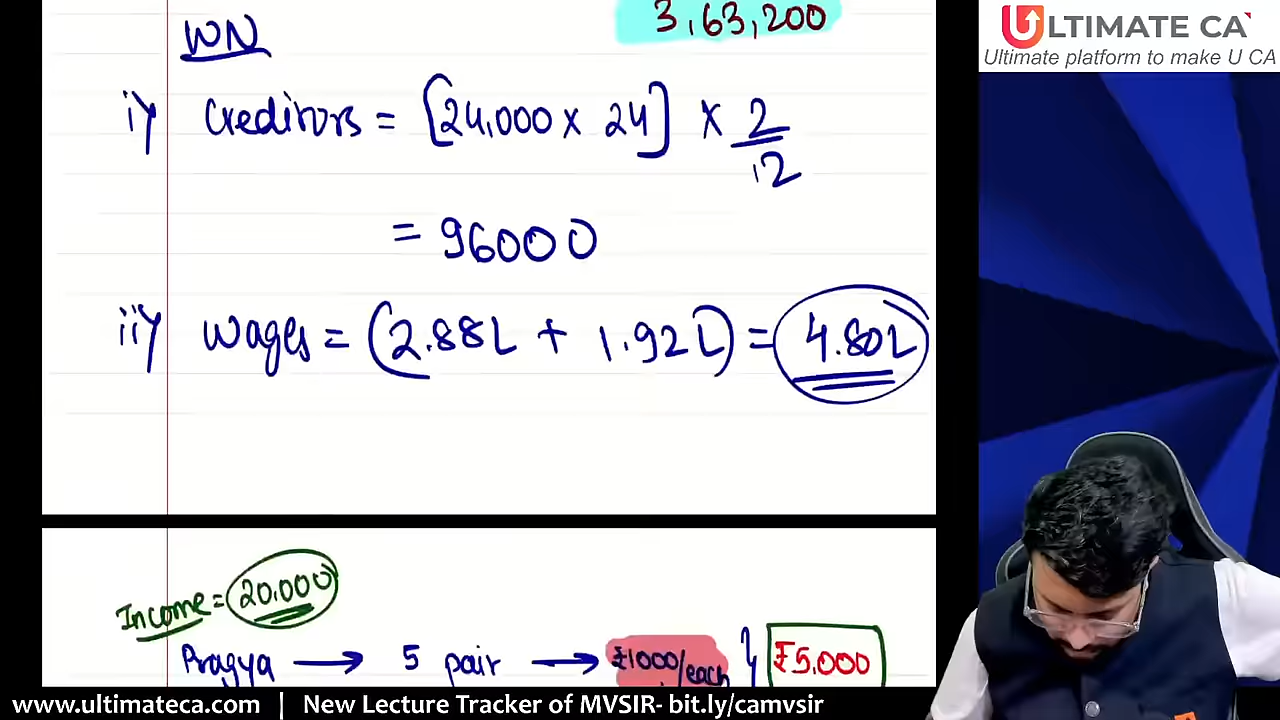 3,63,200
WN
i) Creditors = [24,000 x 24] x 2/12
= 96000
ii) Wages = (2.88L + 1.92L) = 4.80L
Income = 20,000
Pragya → 5 pair → ₹1000/each } ₹5,000
ULTIMATE CA
Ultimate platform to make U CA
www.ultimateca.com | New Lecture Tracker of MVSIR- bit.ly/camvsir